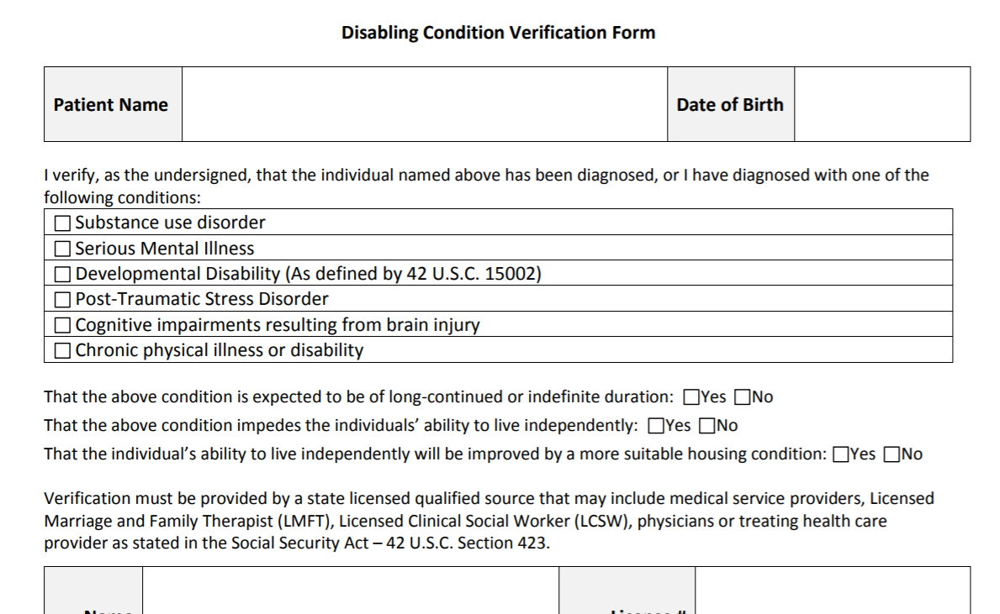 Disabling Condition Verification Form
Patient Name
Date of Birth
I verify, as the undersigned, that the individual named above has been diagnosed, or I have diagnosed with one of the
following conditions:
☐ Substance use disorder
☐ Serious Mental Illness
☐ Developmental Disability (As defined by 42 U.S.C. 15002)
☐ Post-Traumatic Stress Disorder
☐ Cognitive impairments resulting from brain injury
☐ Chronic physical illness or disability
That the above condition is expected to be of long-continued or indefinite duration: ☐Yes ☐No
That the above condition impedes the individuals’ ability to live independently: ☐Yes ☐No
That the individual’s ability to live independently will be improved by a more suitable housing condition: ☐Yes ☐No
Verification must be provided by a state licensed qualified source that may include medical service providers, Licensed
Marriage and Family Therapist (LMFT), Licensed Clinical Social Worker (LCSW), physicians or treating health care
provider as stated in the Social Security Act – 42 U.S.C. Section 423.
Name